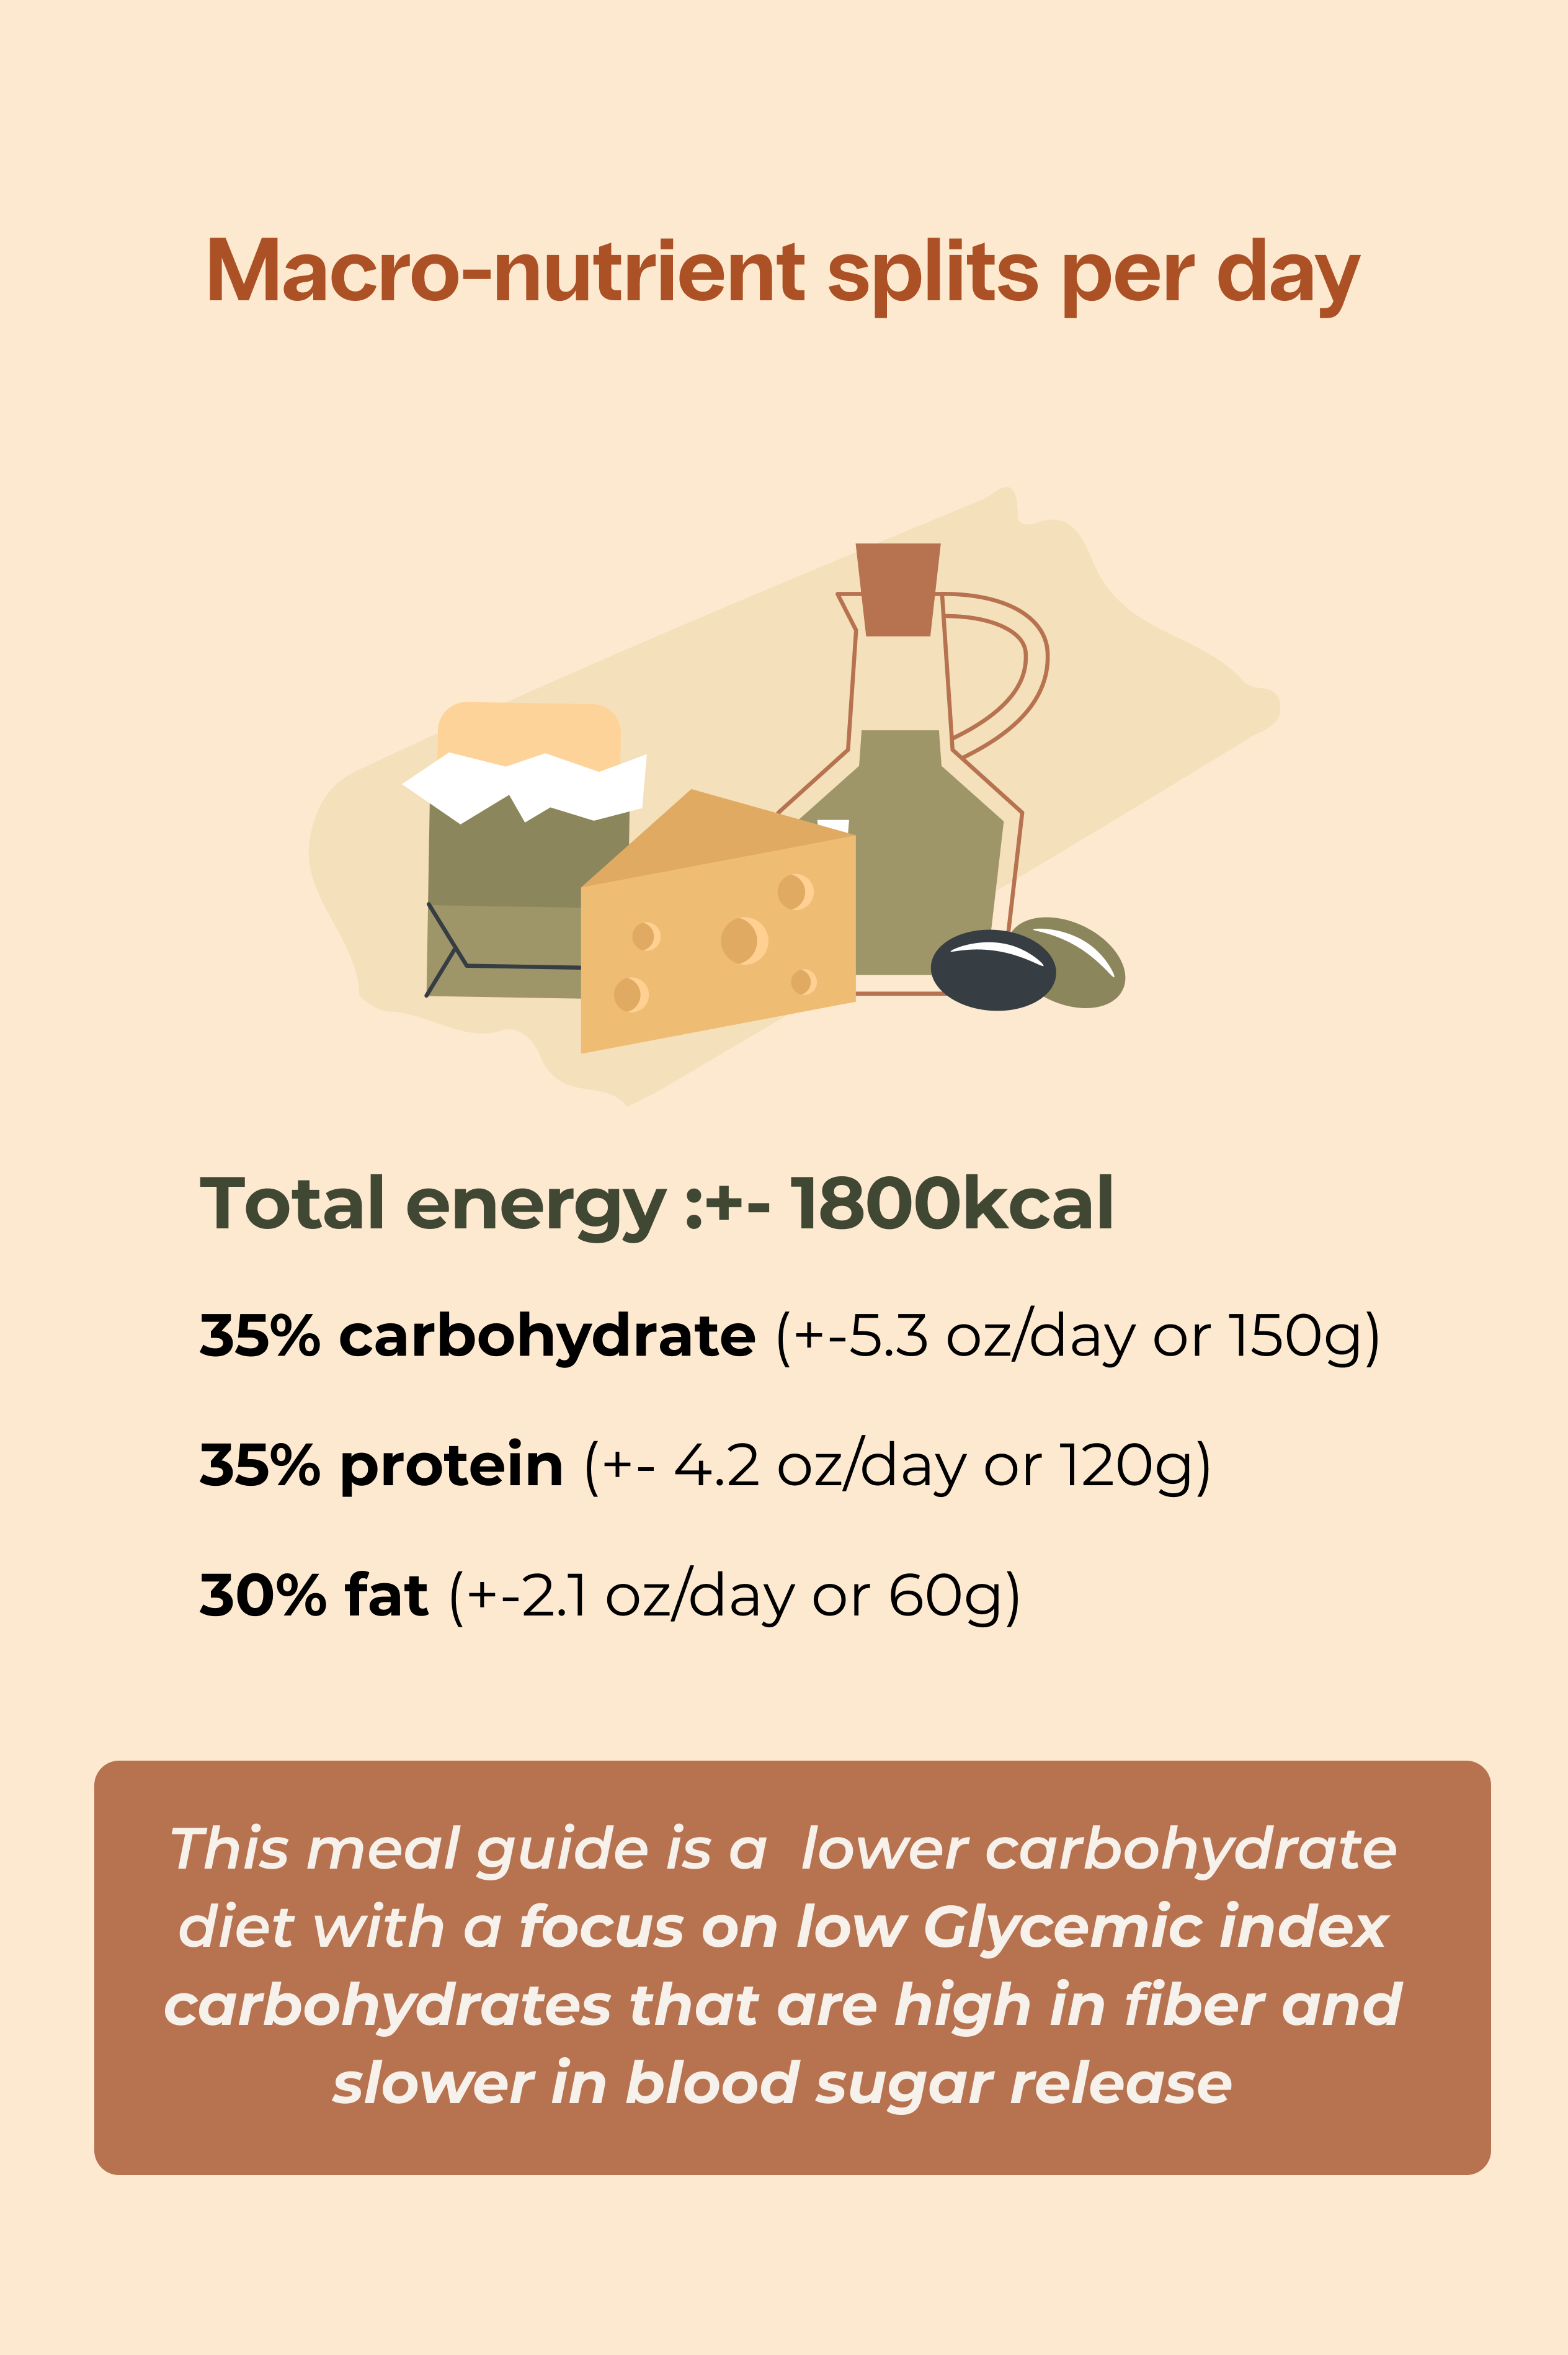 Macro-nutrient splits per day
Total energy :+- 1800kcal
35% carbohydrate (+-5.3 oz/day or 150g)
35% protein (+- 4.2 oz/day or 120g)
30% fat (+-2.1 oz/day or 60g)
This meal guide is a  lower carbohydrate
diet with a focus on low Glycemic index
carbohydrates that are high in fiber and
slower in blood sugar release